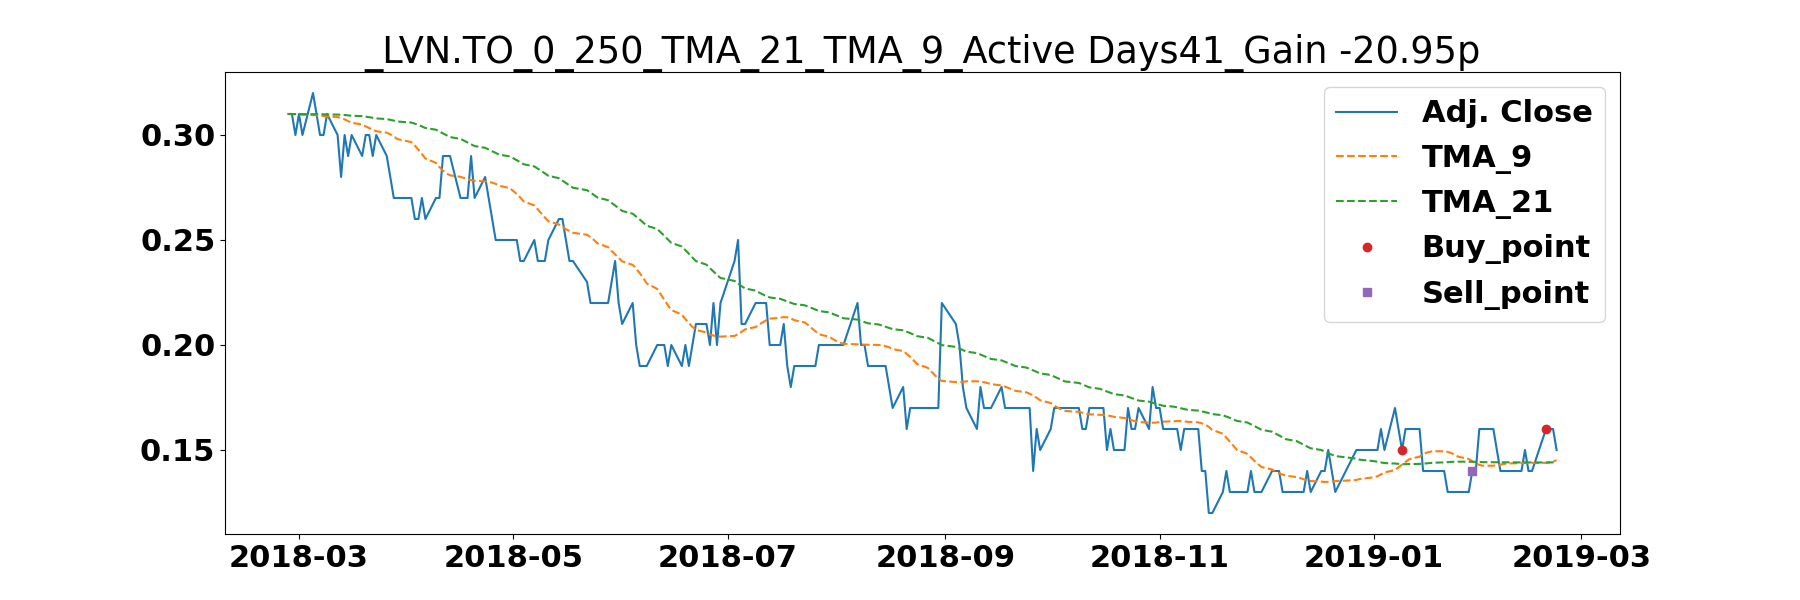 _LVN.TO_0_250_TMA_21_TMA_9_Active Days41_Gain -20.95p
Adj. Close
TMA_9
TMA_21
Buy_point
Sell_point
0.30
0.25
0.20
0.15
2018-03 2018-05 2018-07 2018-09 2018-11 2019-01 2019-03